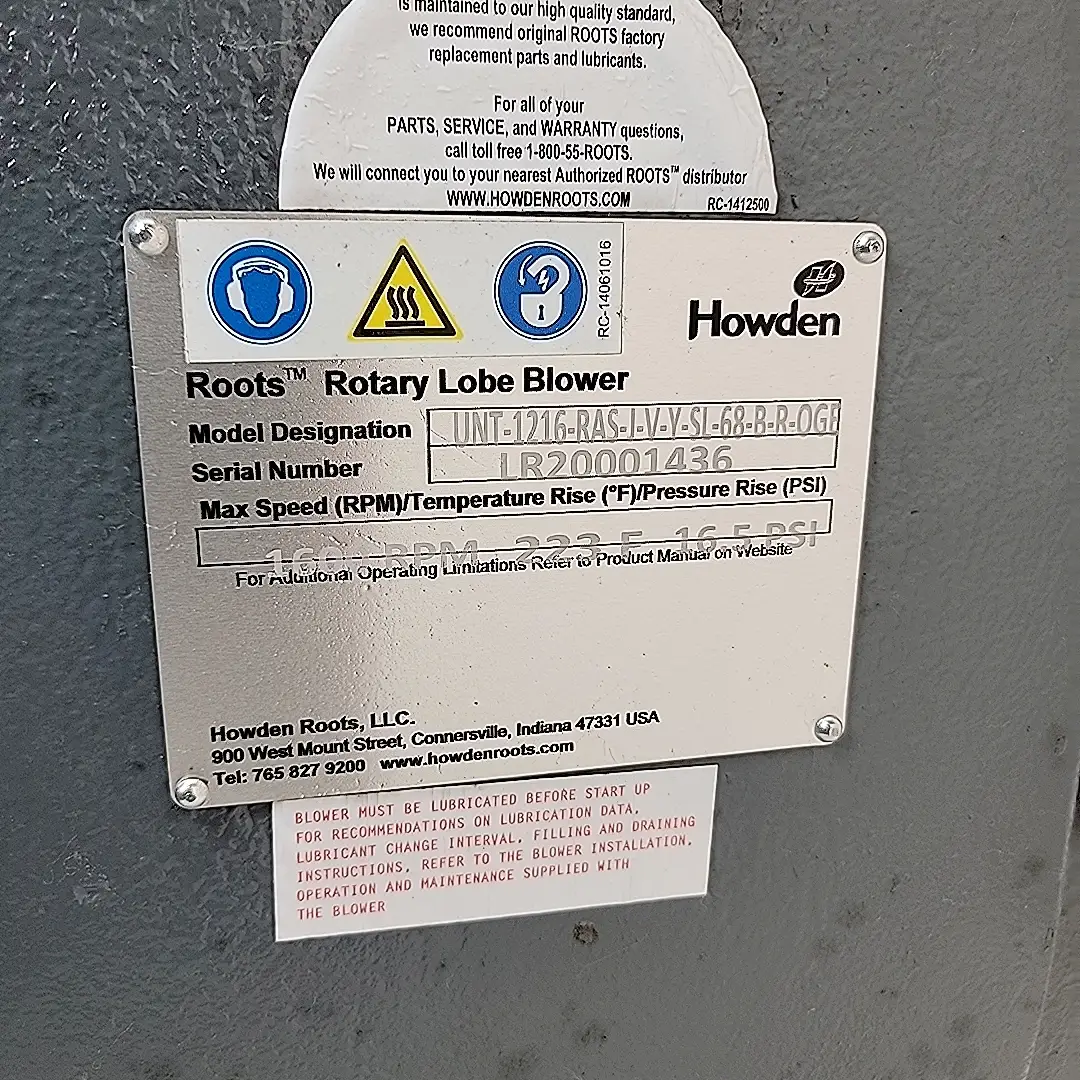 is maintained to our high quality standard,
we recommend original ROOTS factory
replacement parts and lubricants.
For all of your
PARTS, SERVICE, and WARRANTY questions,
call toll free 1-800-55-ROOTS.
We will connect you to your nearest Authorized ROOTS™ distributor
WWW.HOWDENROOTS.COM
RC-1412500
RC-14061016
Howden
Roots™ Rotary Lobe Blower
Model Designation UNT-1216-RAS-J-V-Y-SL-68-B-R-OGE
Serial Number LR20001436
Max Speed (RPM)/Temperature Rise (°F)/Pressure Rise (PSI)
RPM 223 F 16.5 PSI
For Additional Operating Limitations Refer to Product Manual on Website
Howden Roots, LLC.
900 West Mount Street, Connersville, Indiana 47331 USA
Tel: 765 827 9200 www.howdenroots.com
BLOWER MUST BE LUBRICATED BEFORE START UP
FOR RECOMMENDATIONS ON LUBRICATION DATA,
LUBRICANT CHANGE INTERVAL, FILLING AND DRAINING
INSTRUCTIONS, REFER TO THE BLOWER INSTALLATION,
OPERATION AND MAINTENANCE SUPPLIED WITH
THE BLOWER